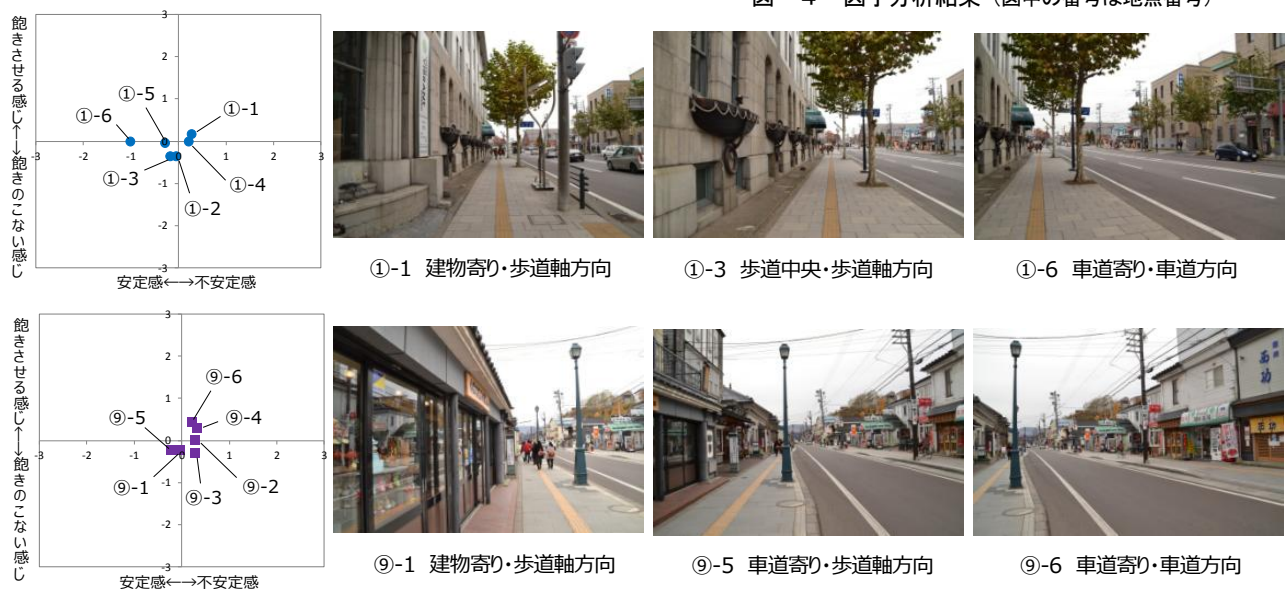 図－4　因子分析結果（図中の番号は地点番号）
飽きさせる感じ←→飽きのこない感じ
3
2
1
0
-1
-2
-3
-3 -2 -1 0 1 2 3
①-1
①-2
①-3
①-4
①-5
①-6
安定感←→不安定感
①-1 建物寄り・歩道軸方向
①-3 歩道中央・歩道軸方向
①-6 車道寄り・車道方向
飽きさせる感じ←→飽きのこない感じ
3
2
1
0
-1
-2
-3
-3 -2 -1 0 1 2 3
⑨-6
⑨-5
⑨-4
⑨-1
⑨-3
⑨-2
安定感←→不安定感
⑨-1 建物寄り・歩道軸方向
⑨-5 車道寄り・歩道軸方向
⑨-6 車道寄り・車道方向